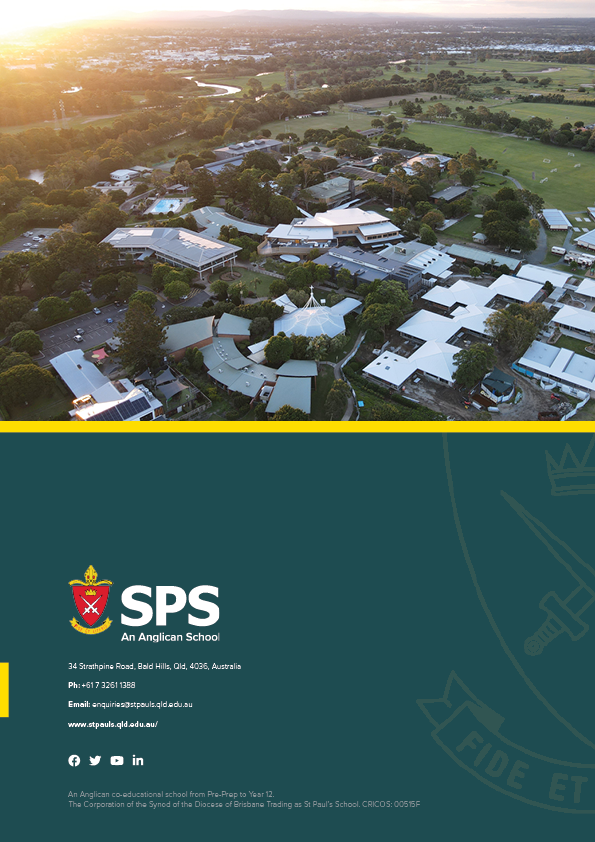 SPS
An Anglican School
34 Strathpine Road, Bald Hills, Qld, 4036, Australia
Ph: +61 7 3261 1388
Email: enquiries@stpauls.qld.edu.au
www.stpauls.qld.edu.au/
An Anglican co-educational school from Pre-Prep to Year 12.
The Corporation of the Synod of the Diocese of Brisbane Trading as St Paul's School. CRICOS: 00515F
FIDE ET